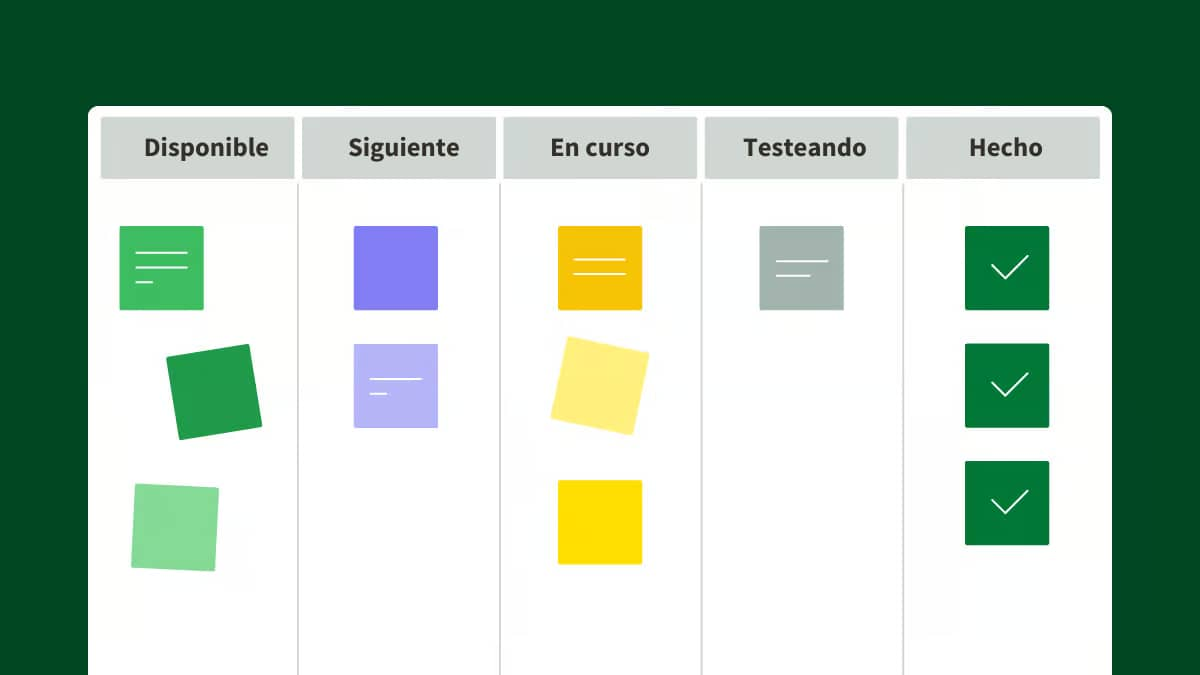 Disponible
Siguiente
En curso
Testeando
Hecho